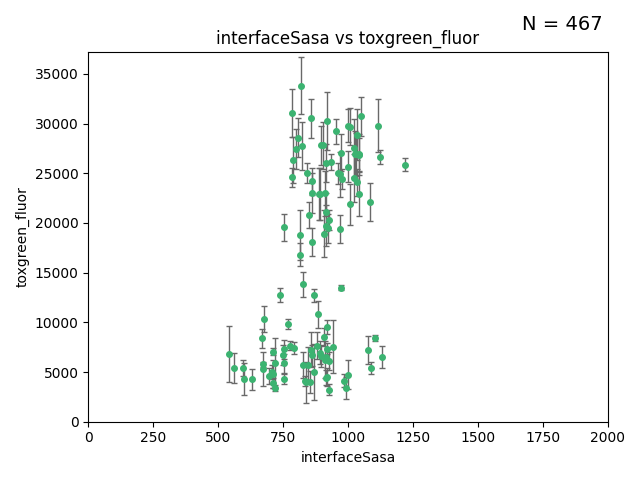 N = 467
interfaceSasa vs toxgreen_fluor
35000
30000
25000
20000
15000
10000
5000
0
toxgreen_fluor
0 250 500 750 1000 1250 1500 1750 2000
interfaceSasa